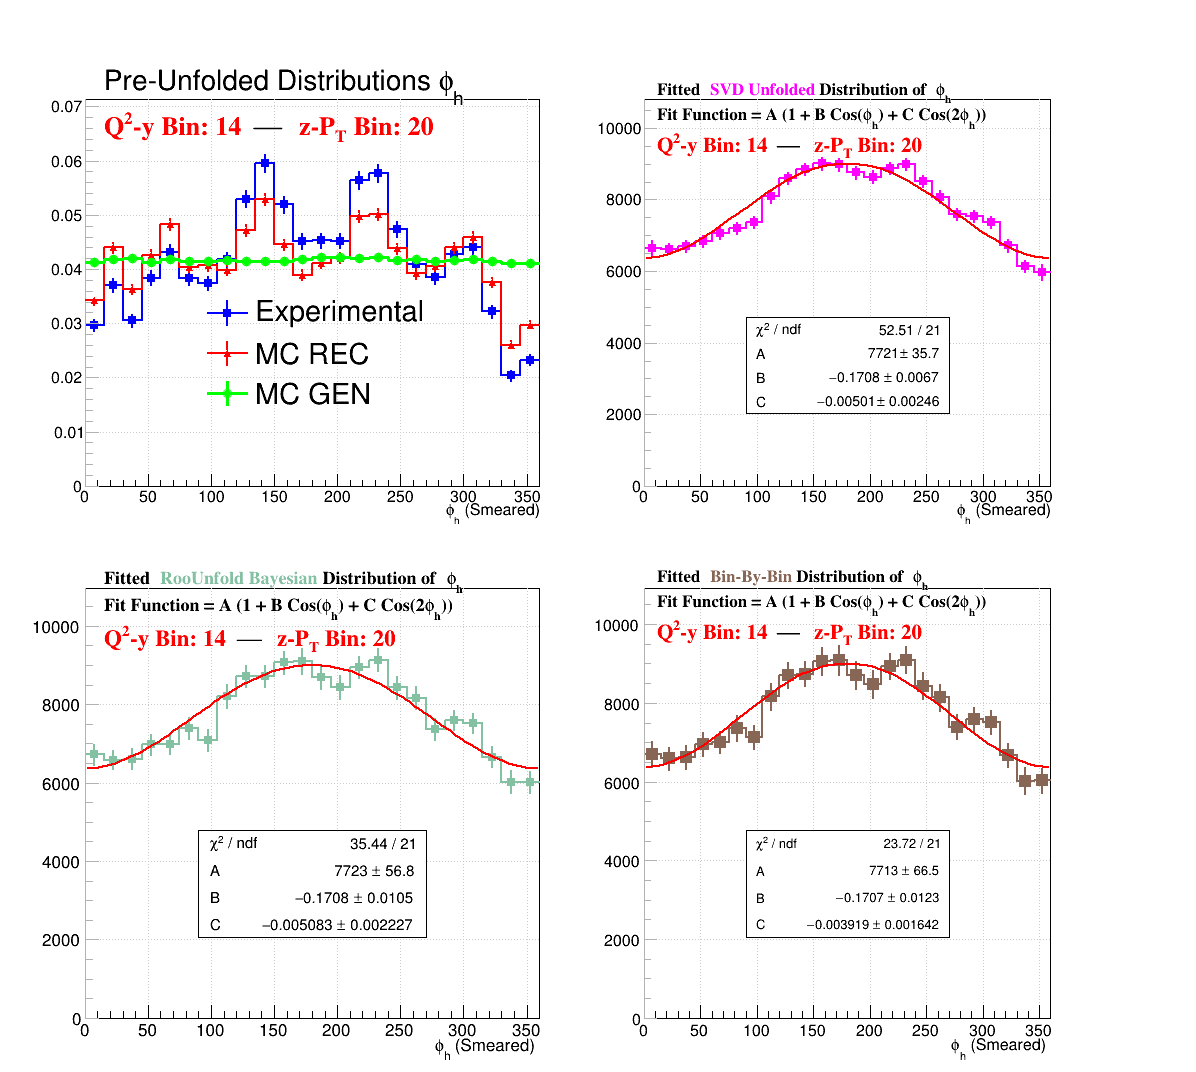 Pre-Unfolded Distributions ϕh
Q²-y Bin: 14 — z-PT Bin: 20
0.07
0.06
0.05
0.04
0.03
0.02
0.01
0
Experimental
MC REC
MC GEN
0 50 100 150 200 250 300 350
ϕh (Smeared)
Fitted SVD Unfolded Distribution of ϕh
Fit Function = A (1 + B Cos(ϕh) + C Cos(2ϕh))
Q²-y Bin: 14 — z-PT Bin: 20
10000
8000
6000
4000
2000
0
χ² / ndf 52.51 / 21
A 7721± 35.7
B −0.1708 ± 0.0067
C −0.00501 ± 0.00246
0 50 100 150 200 250 300 350
ϕh (Smeared)
Fitted RooUnfold Bayesian Distribution of ϕh
Fit Function = A (1 + B Cos(ϕh) + C Cos(2ϕh))
Q²-y Bin: 14 — z-PT Bin: 20
10000
8000
6000
4000
2000
0
χ² / ndf 35.44 / 21
A 7723 ± 56.8
B −0.1708 ± 0.0105
C −0.005083 ± 0.002227
0 50 100 150 200 250 300 350
ϕh (Smeared)
Fitted Bin-By-Bin Distribution of ϕh
Fit Function = A (1 + B Cos(ϕh) + C Cos(2ϕh))
Q²-y Bin: 14 — z-PT Bin: 20
10000
8000
6000
4000
2000
0
χ² / ndf 23.72 / 21
A 7713 ± 66.5
B −0.1707 ± 0.0123
C −0.003919 ± 0.001642
0 50 100 150 200 250 300 350
ϕh (Smeared)